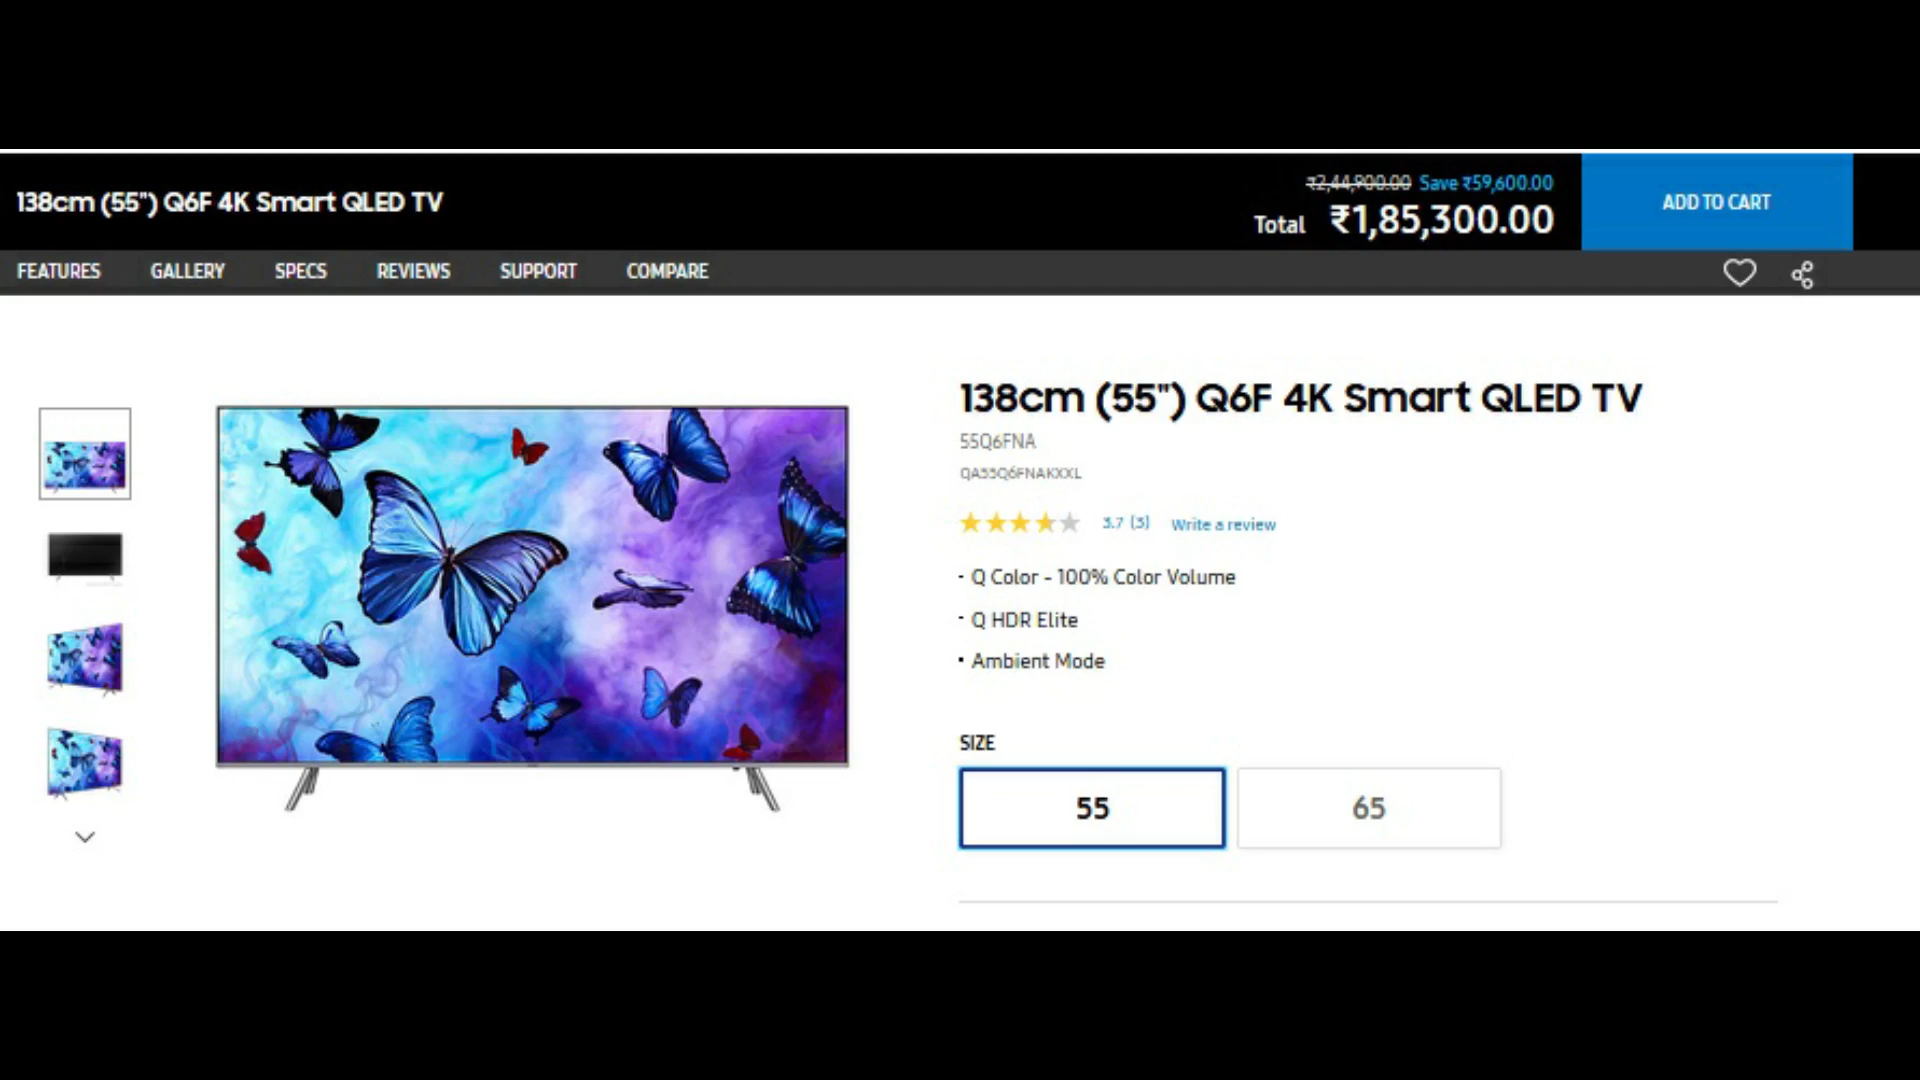 138cm (55") Q6F 4K Smart QLED TV
₹2,44,900.00 Save ₹59,600.00
Total ₹1,85,300.00
ADD TO CART
FEATURES GALLERY SPECS REVIEWS SUPPORT COMPARE
138cm (55") Q6F 4K Smart QLED TV
55Q6FNA
QA55Q6FNAKXXL
3.7 (3) Write a review
· Q Color - 100% Color Volume
· Q HDR Elite
· Ambient Mode
SIZE
55 65